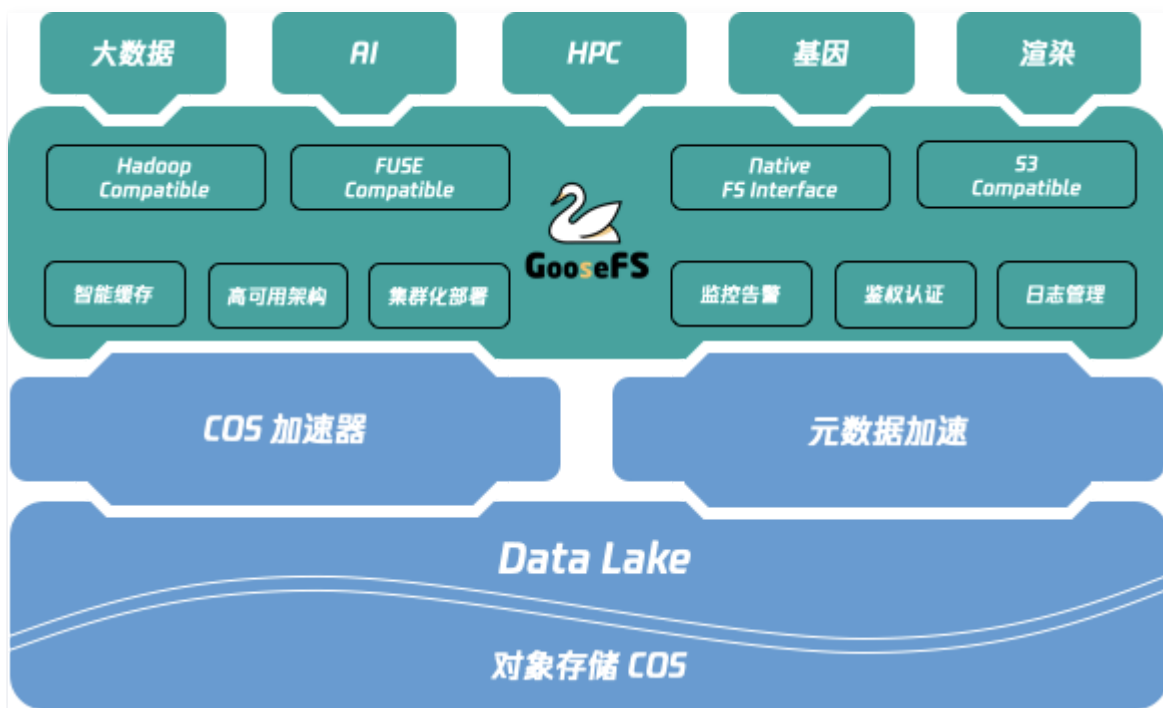 大数据
AI
HPC
基因
渲染
Hadoop
Compatible
FUSE
Compatible
Native
FS Interface
S3
Compatible
GooseFS
智能缓存
高可用架构
集群化部署
监控告警
鉴权认证
日志管理
COS 加速器
元数据加速
Data Lake
对象存储 COS